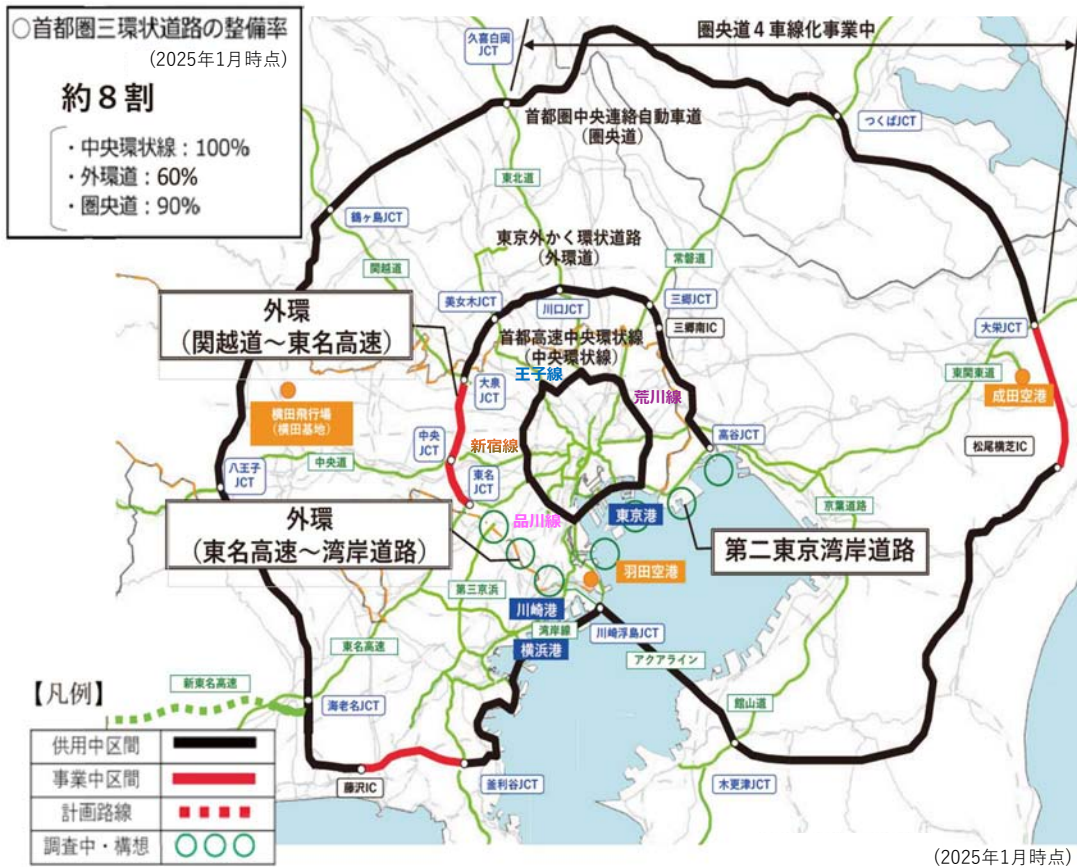 ○首都圏三環状道路の整備率
(2025年1月時点)
約８割
・中央環状線：100%
・外環道：60%
・圏央道：90%
久喜白岡
JCT
圏央道４車線化事業中
首都圏中央連絡自動車道
（圏央道）
つくばJCT
東北道
鶴ヶ島JCT
東京外かく環状道路
（外環道）
常磐道
関越道
外環
（関越道～東名高速）
美女木JCT
川口JCT
三郷JCT
三郷南IC
大栄JCT
首都高速中央環状線
（中央環状線）
王子線
東関東道
大泉
JCT
荒川線
成田空港
横田飛行場
（横田基地）
高谷JCT
中央
JCT
新宿線
松尾横芝IC
八王子
JCT
中央道
東名
JCT
京葉道路
外環
（東名高速～湾岸道路）
品川線
東京港
第二東京湾岸道路
羽田空港
第三京浜
川崎港
湾岸線
川崎浮島JCT
東名高速
横浜港
アクアライン
新東名高速
館山道
【凡例】
海老名JCT
供用中区間
事業中区間
計画路線
調査中・構想
藤沢IC
釜利谷JCT
木更津JCT
(2025年1月時点)